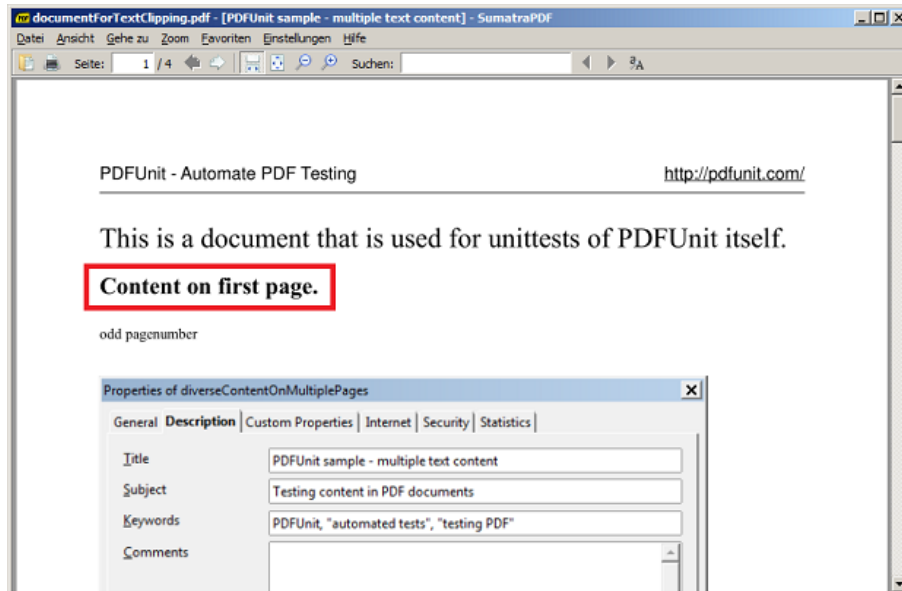 documentForTextClipping.pdf - [PDFUnit sample - multiple text content] - SumatraPDF
Datei Ansicht Gehe zu Zoom Favoriten Einstellungen Hilfe
Seite: 1 / 4 Suchen:
PDFUnit - Automate PDF Testing http://pdfunit.com/
This is a document that is used for unittests of PDFUnit itself.
Content on first page.
odd pagenumber
Properties of diverseContentOnMultiplePages
General Description Custom Properties Internet Security Statistics
Title PDFUnit sample - multiple text content
Subject Testing content in PDF documents
Keywords PDFUnit, "automated tests", "testing PDF"
Comments